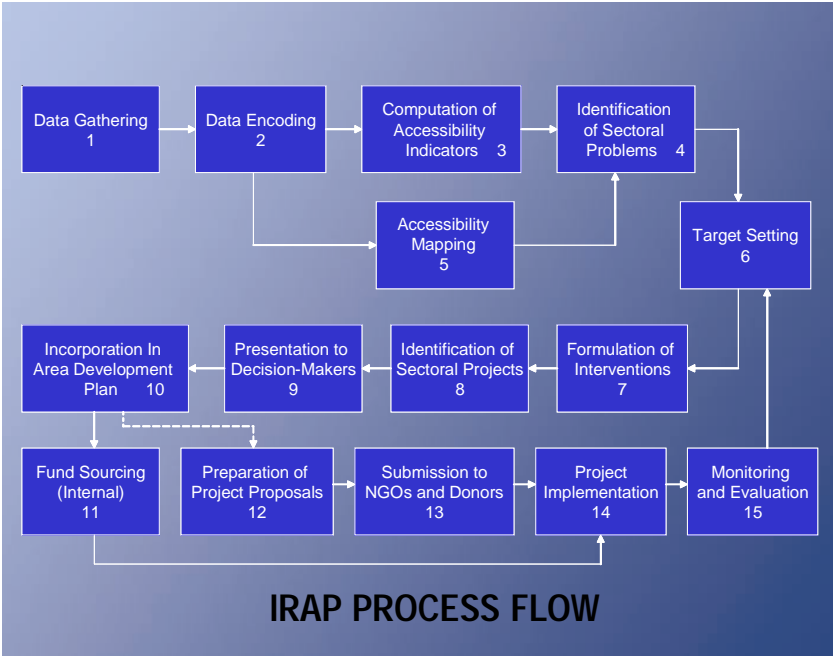 Data Gathering
1
Data Encoding
2
Computation of
Accessibility
Indicators 3
Identification
of Sectoral
Problems 4
Accessibility
Mapping
5
Target Setting
6
Incorporation In
Area Development
Plan 10
Presentation to
Decision-Makers
9
Identification of
Sectoral Projects
8
Formulation of
Interventions
7
Fund Sourcing
(Internal)
11
Preparation of
Project Proposals
12
Submission to
NGOs and Donors
13
Project
Implementation
14
Monitoring
and Evaluation
15
IRAP PROCESS FLOW